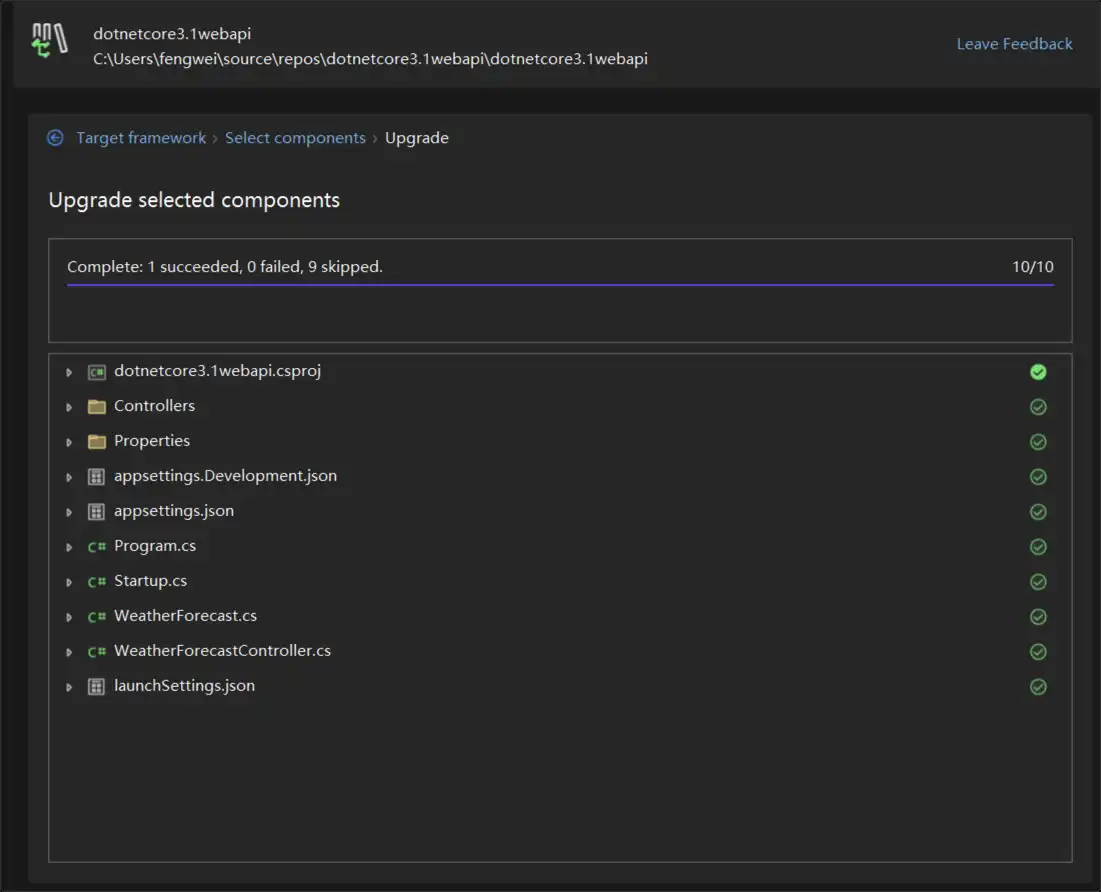 dotnetcore3.1webapi
C:\Users\fengwei\source\repos\dotnetcore3.1webapi\dotnetcore3.1webapi
Leave Feedback
Target framework › Select components › Upgrade
Upgrade selected components
Complete: 1 succeeded, 0 failed, 9 skipped. 10/10
C# dotnetcore3.1webapi.csproj
Controllers
Properties
appsettings.Development.json
appsettings.json
C# Program.cs
C# Startup.cs
C# WeatherForecast.cs
C# WeatherForecastController.cs
launchSettings.json